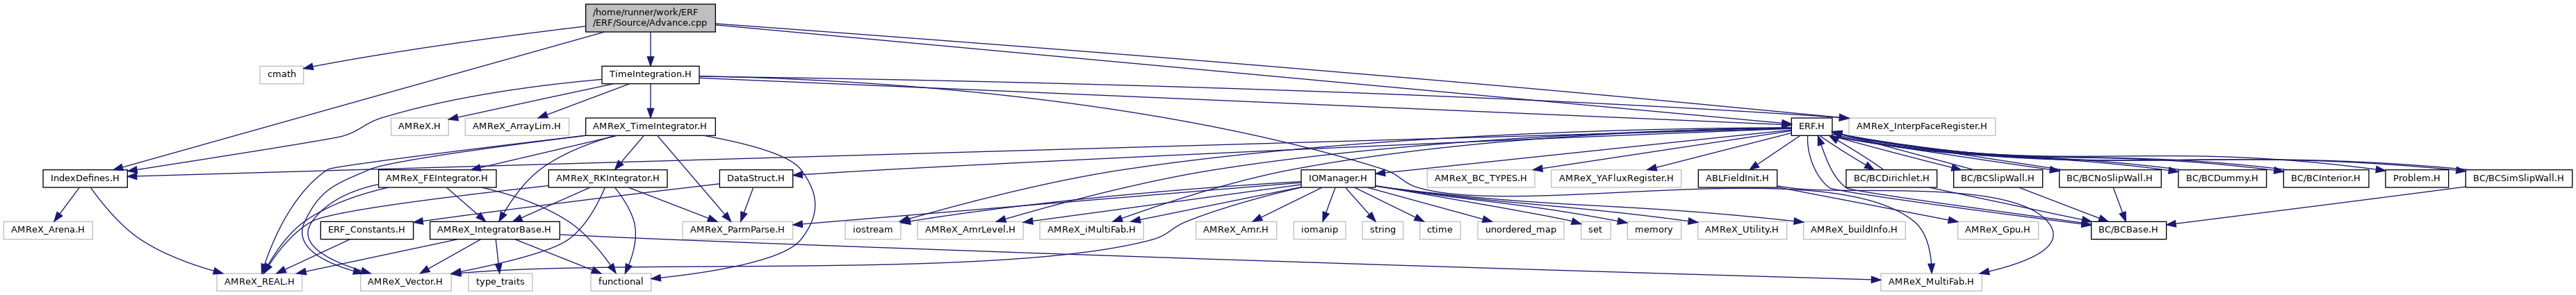 /home/runner/work/ERF
/ERF/Source/Advance.cpp
cmath
TimeIntegration.H
AMReX.H
AMReX_ArrayLim.H
AMReX_TimeIntegrator.H
ERF.H
AMReX_InterpFaceRegister.H
IndexDefines.H
AMReX_FEIntegrator.H
AMReX_RKIntegrator.H
DataStruct.H
IOManager.H
AMReX_BC_TYPES.H
AMReX_YAFluxRegister.H
ABLFieldInit.H
BC/BCDirichlet.H
BC/BCSlipWall.H
BC/BCNoSlipWall.H
BC/BCDummy.H
BC/BCInterior.H
Problem.H
BC/BCSimSlipWall.H
AMReX_Arena.H
ERF_Constants.H
AMReX_IntegratorBase.H
AMReX_ParmParse.H
iostream
AMReX_AmrLevel.H
AMReX_iMultiFab.H
AMReX_Amr.H
iomanip
string
ctime
unordered_map
set
memory
AMReX_Utility.H
AMReX_buildInfo.H
AMReX_Gpu.H
BC/BCBase.H
AMReX_REAL.H
AMReX_Vector.H
type_traits
functional
AMReX_MultiFab.H